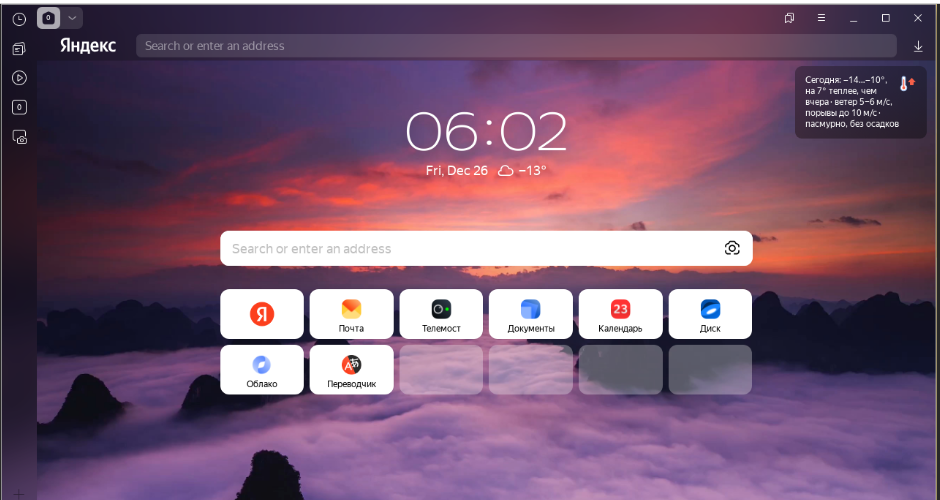 0
Яндекс
Search or enter an address
0
Сегодня: −14...−10°,
на 7° теплее, чем
вчера · ветер 5−6 м/с,
порывы до 10 м/с ·
пасмурно, без осадков
06:02
Fri, Dec 26 −13°
Search or enter an address
Я
Почта
Телемост
Документы
23
Календарь
Диск
Облако
Переводчик